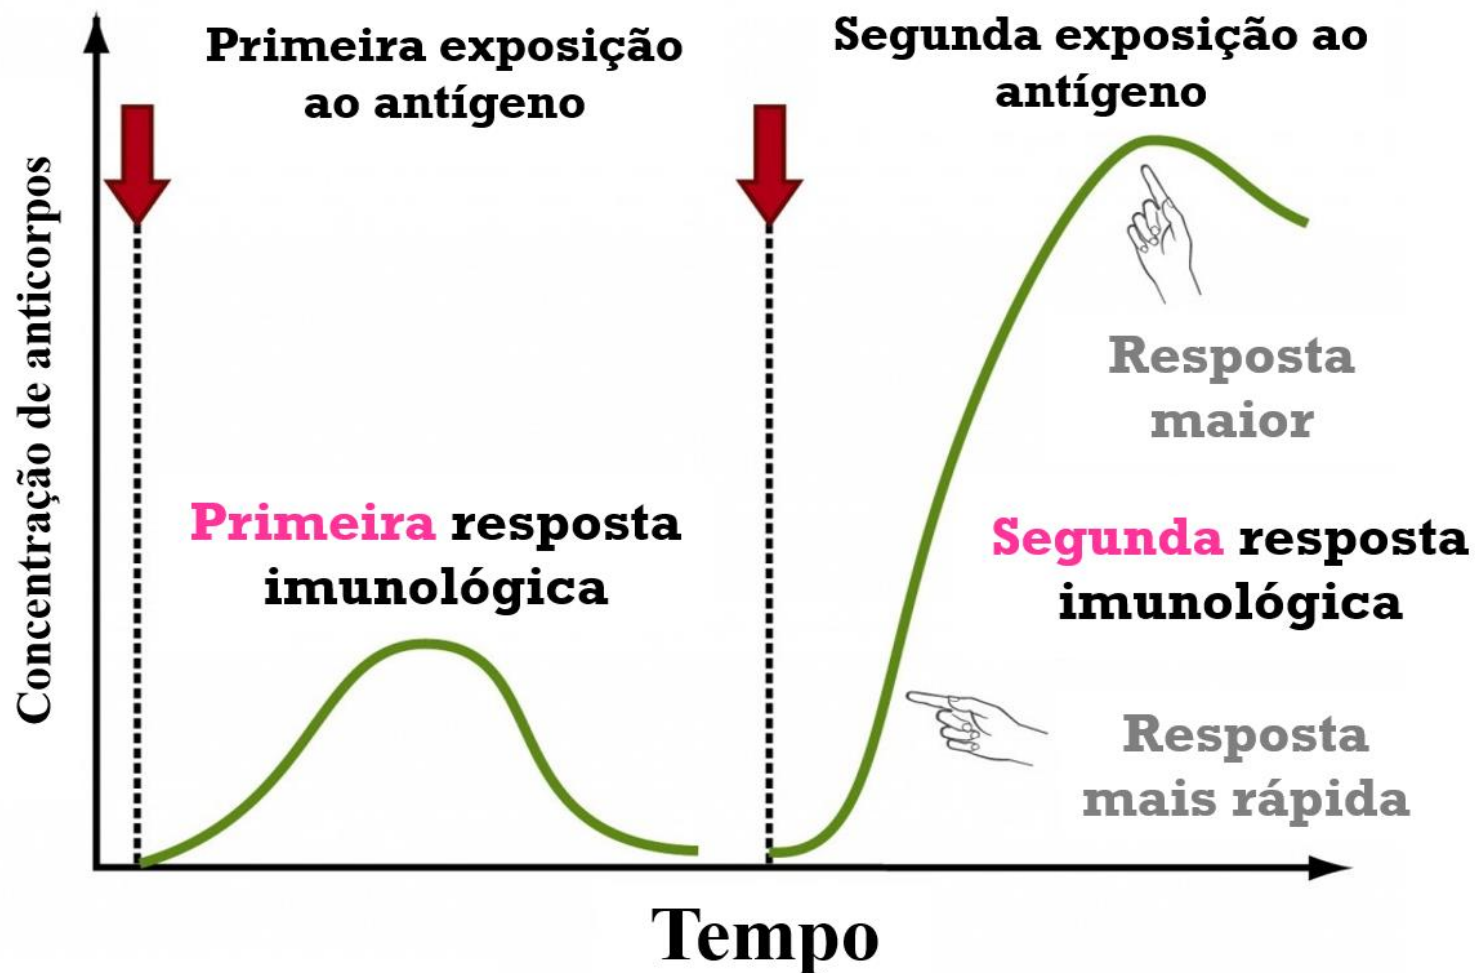 Primeira exposição
ao antígeno
Segunda exposição ao
antígeno
Concentração de anticorpos
Primeira resposta
imunológica
Resposta
maior
Segunda resposta
imunológica
Resposta
mais rápida
Tempo